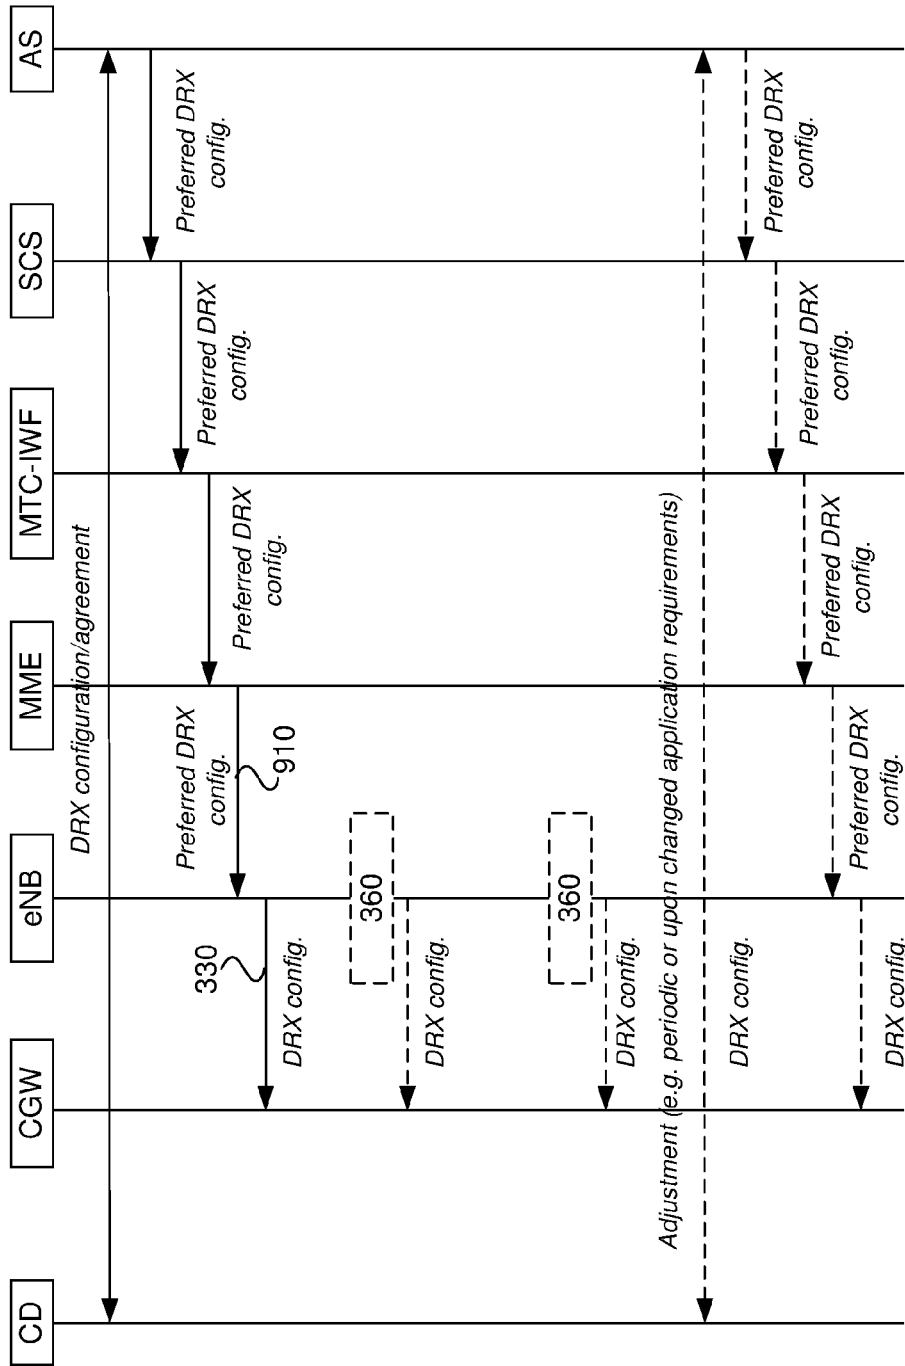 CD
CGW
eNB
MME
MTC-IWF
SCS
AS
DRX configuration/agreement
Preferred DRX
config.
Preferred DRX
config.
Preferred DRX
config.
Preferred DRX
config.
910
330
DRX config.
360
DRX config.
360
DRX config.
Adjustment (e.g. periodic or upon changed application requirements)
DRX config.
Preferred DRX
config.
Preferred DRX
config.
Preferred DRX
config.
Preferred DRX
config.
DRX config.